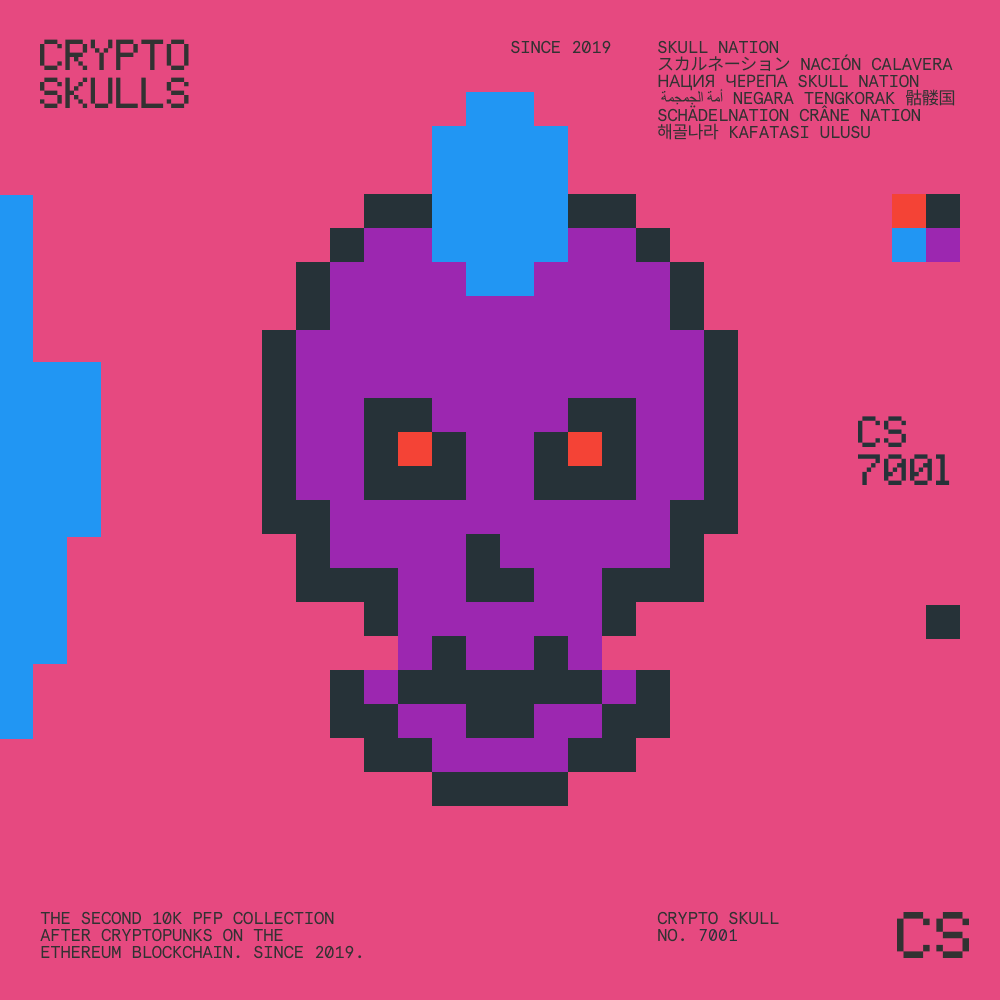 CRYPTO
SKULLS
SINCE 2019
SKULL NATION
スカルネーション NACIÓN CALAVERA
НАЦИЯ ЧЕРЕПА SKULL NATION
أمة الجمجمة NEGARA TENGKORAK 骷髅国
SCHÄDELNATION CRÂNE NATION
해골나라 KAFATASI ULUSU
CS
7001
THE SECOND 10K PFP COLLECTION
AFTER CRYPTOPUNKS ON THE
ETHEREUM BLOCKCHAIN. SINCE 2019.
CRYPTO SKULL
NO. 7001
CS